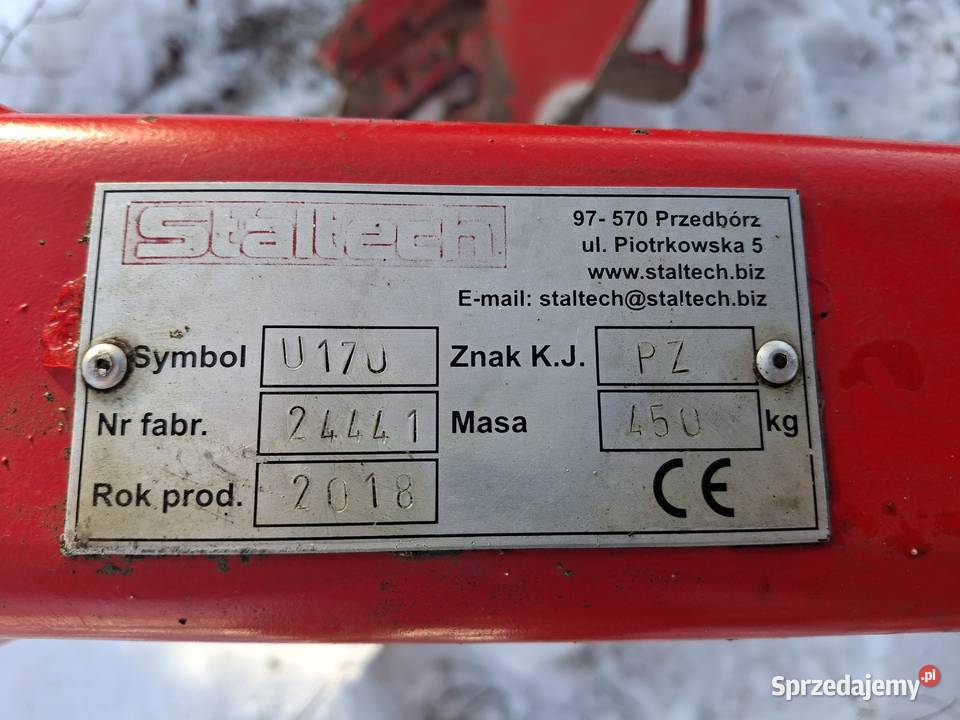 Staltech
97- 570 Przedbórz
ul. Piotrkowska 5
www.staltech.biz
E-mail: staltech@staltech.biz
Symbol U170 Znak K.J. PZ
Nr fabr. 24441 Masa 450 kg
Rok prod. 2018 CE
Sprzedajemy.pl